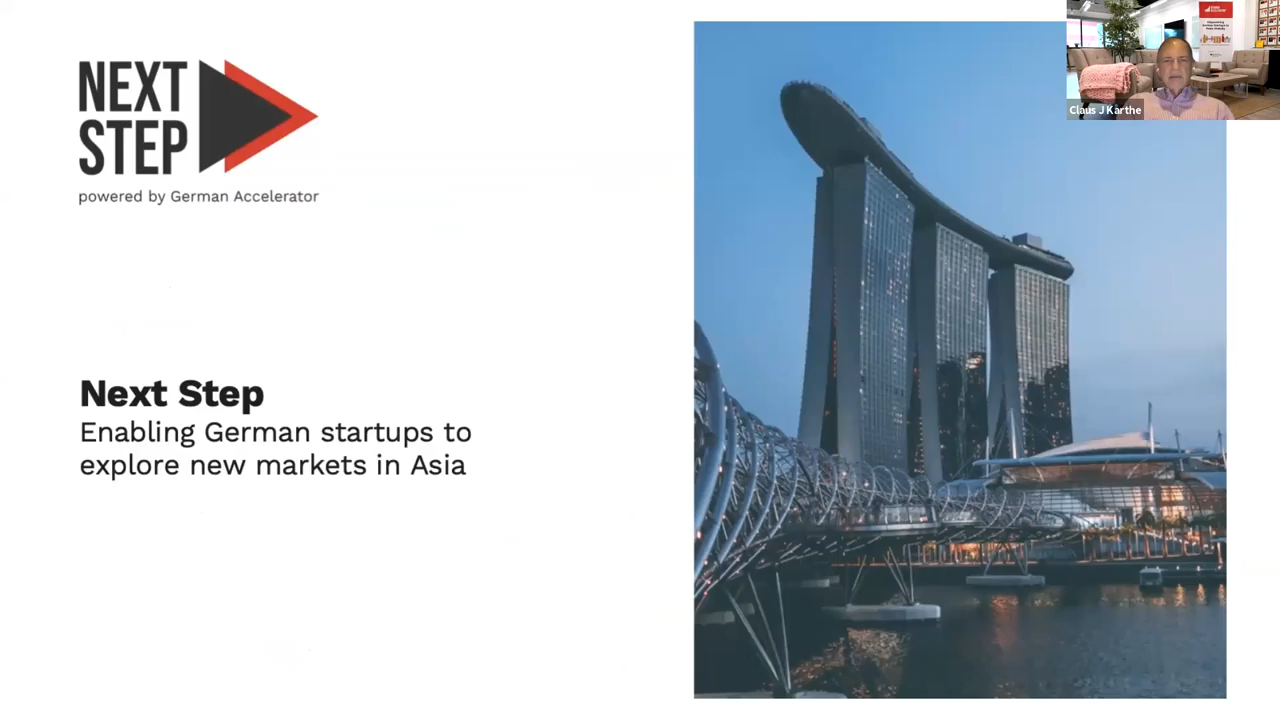 NEXT
STEP
powered by German Accelerator
Next Step
Enabling German startups to
explore new markets in Asia
Claus J Karthe